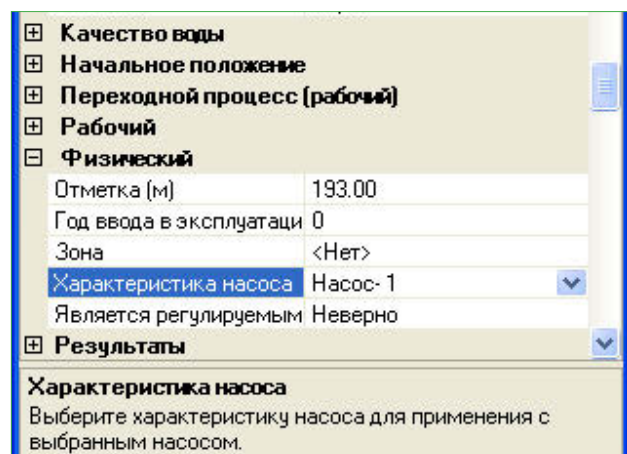 Качество воды
Начальное положение
Переходной процесс (рабочий)
Рабочий
Физический
Отметка (м) 193.00
Год ввода в эксплуатаци 0
Зона <Нет>
Характеристика насоса Насос- 1
Является регулируемым Неверно
Результаты
Характеристика насоса
Выберите характеристику насоса для применения с
выбранным насосом.